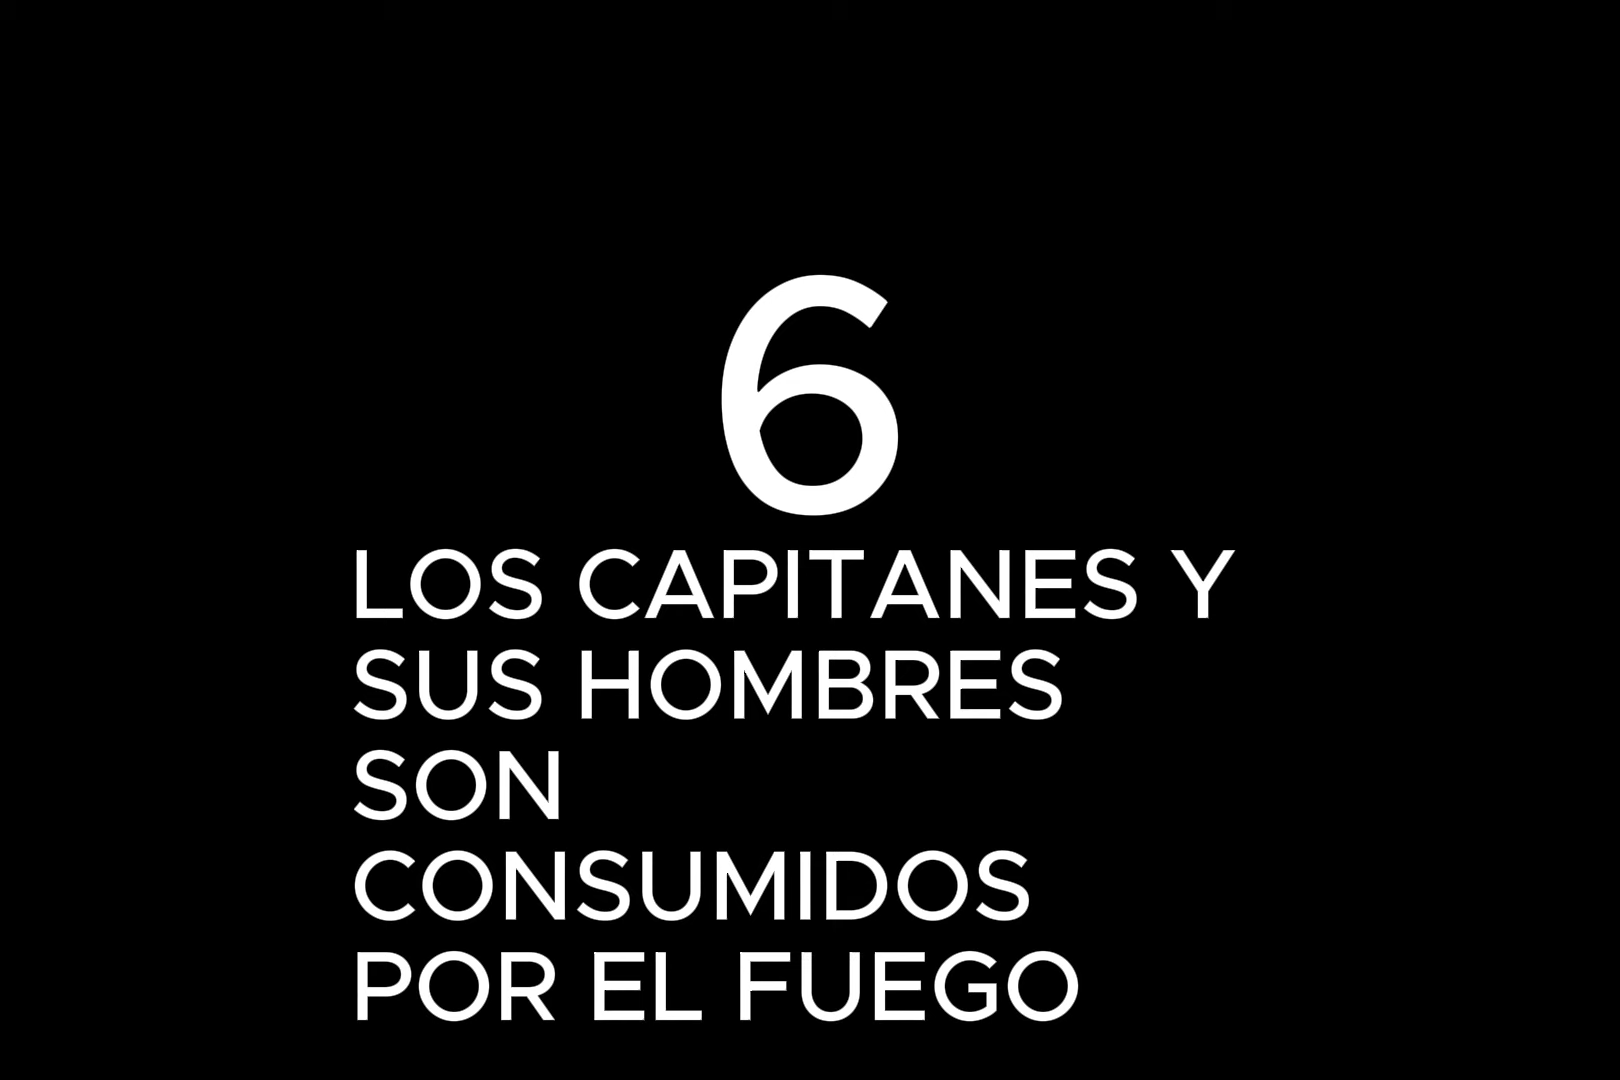 6
LOS CAPITANES Y
SUS HOMBRES
SON
CONSUMIDOS
POR EL FUEGO